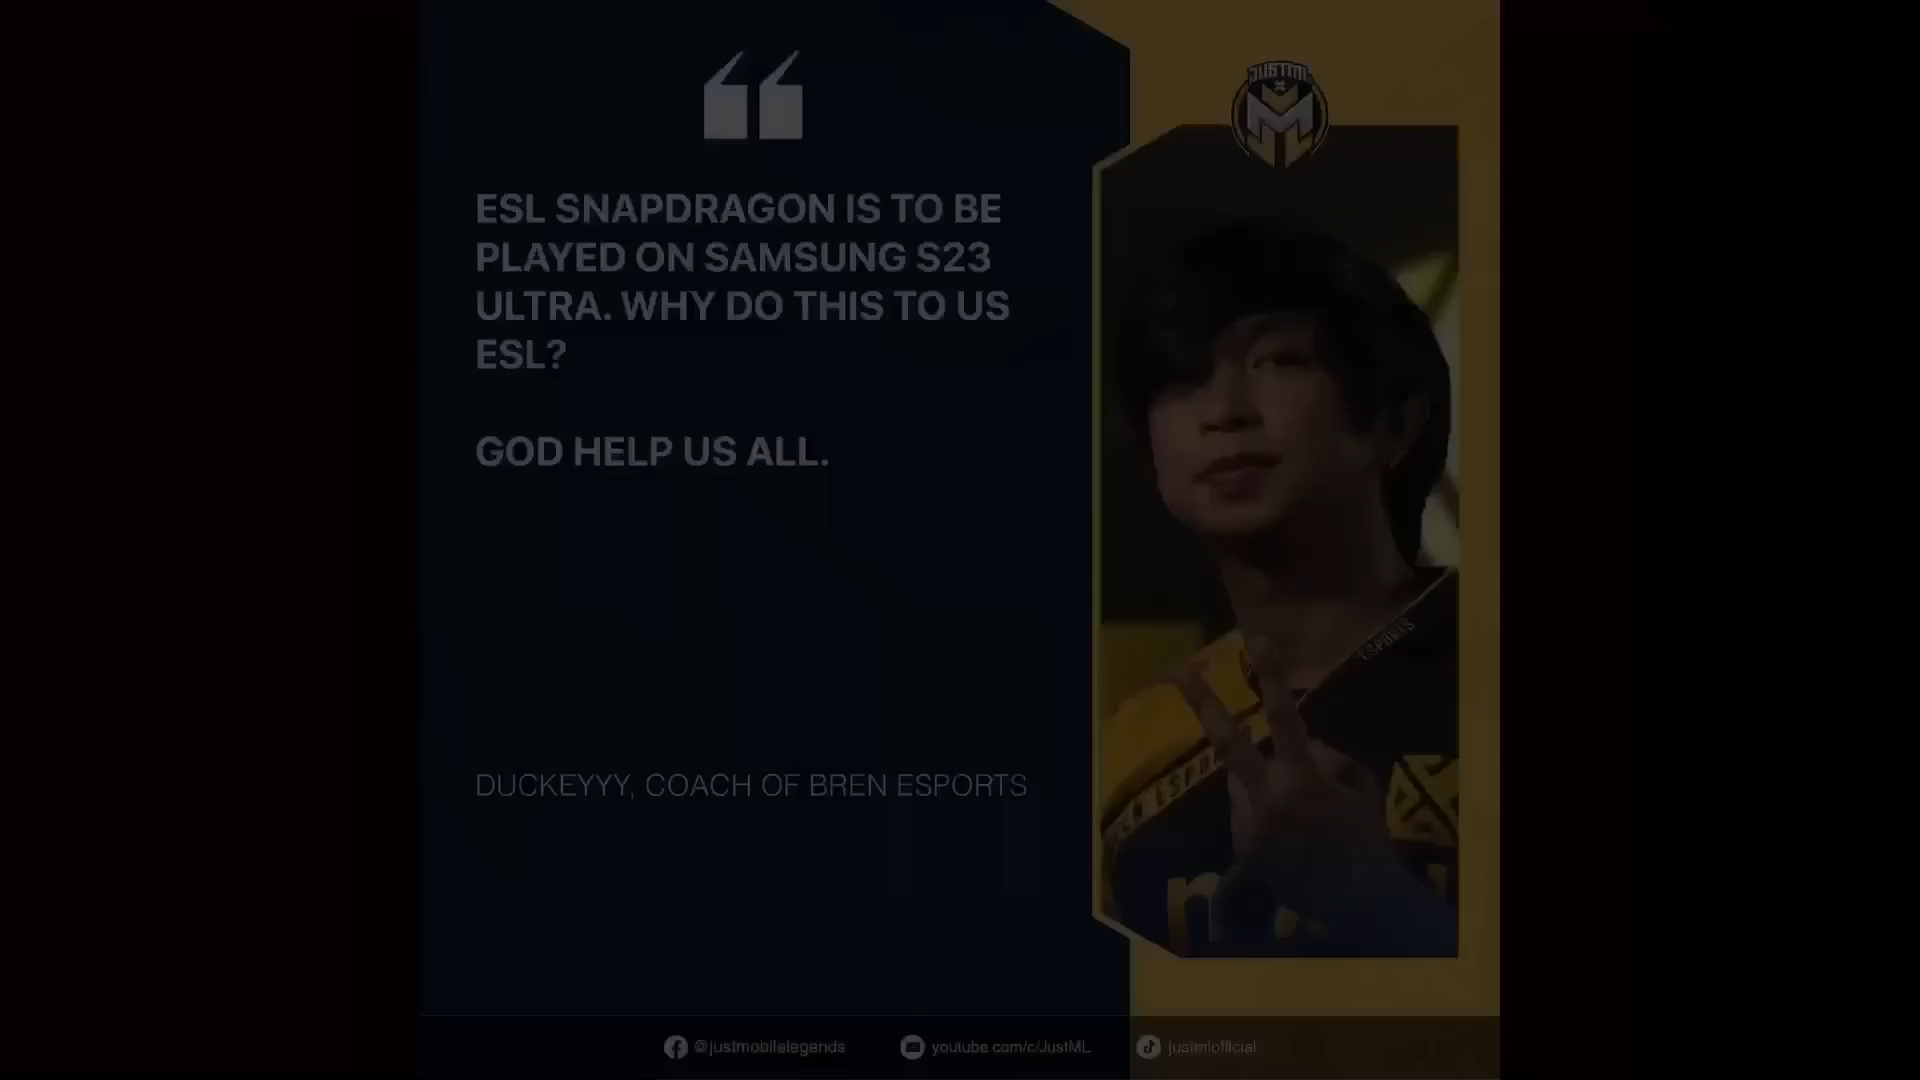 JUSTML
ESL SNAPDRAGON IS TO BE
PLAYED ON SAMSUNG S23
ULTRA. WHY DO THIS TO US
ESL?
GOD HELP US ALL.
ESPORTS
DUCKEYYY, COACH OF BREN ESPORTS
@justmobilelegends
youtube.com/c/JustML
justmlofficial